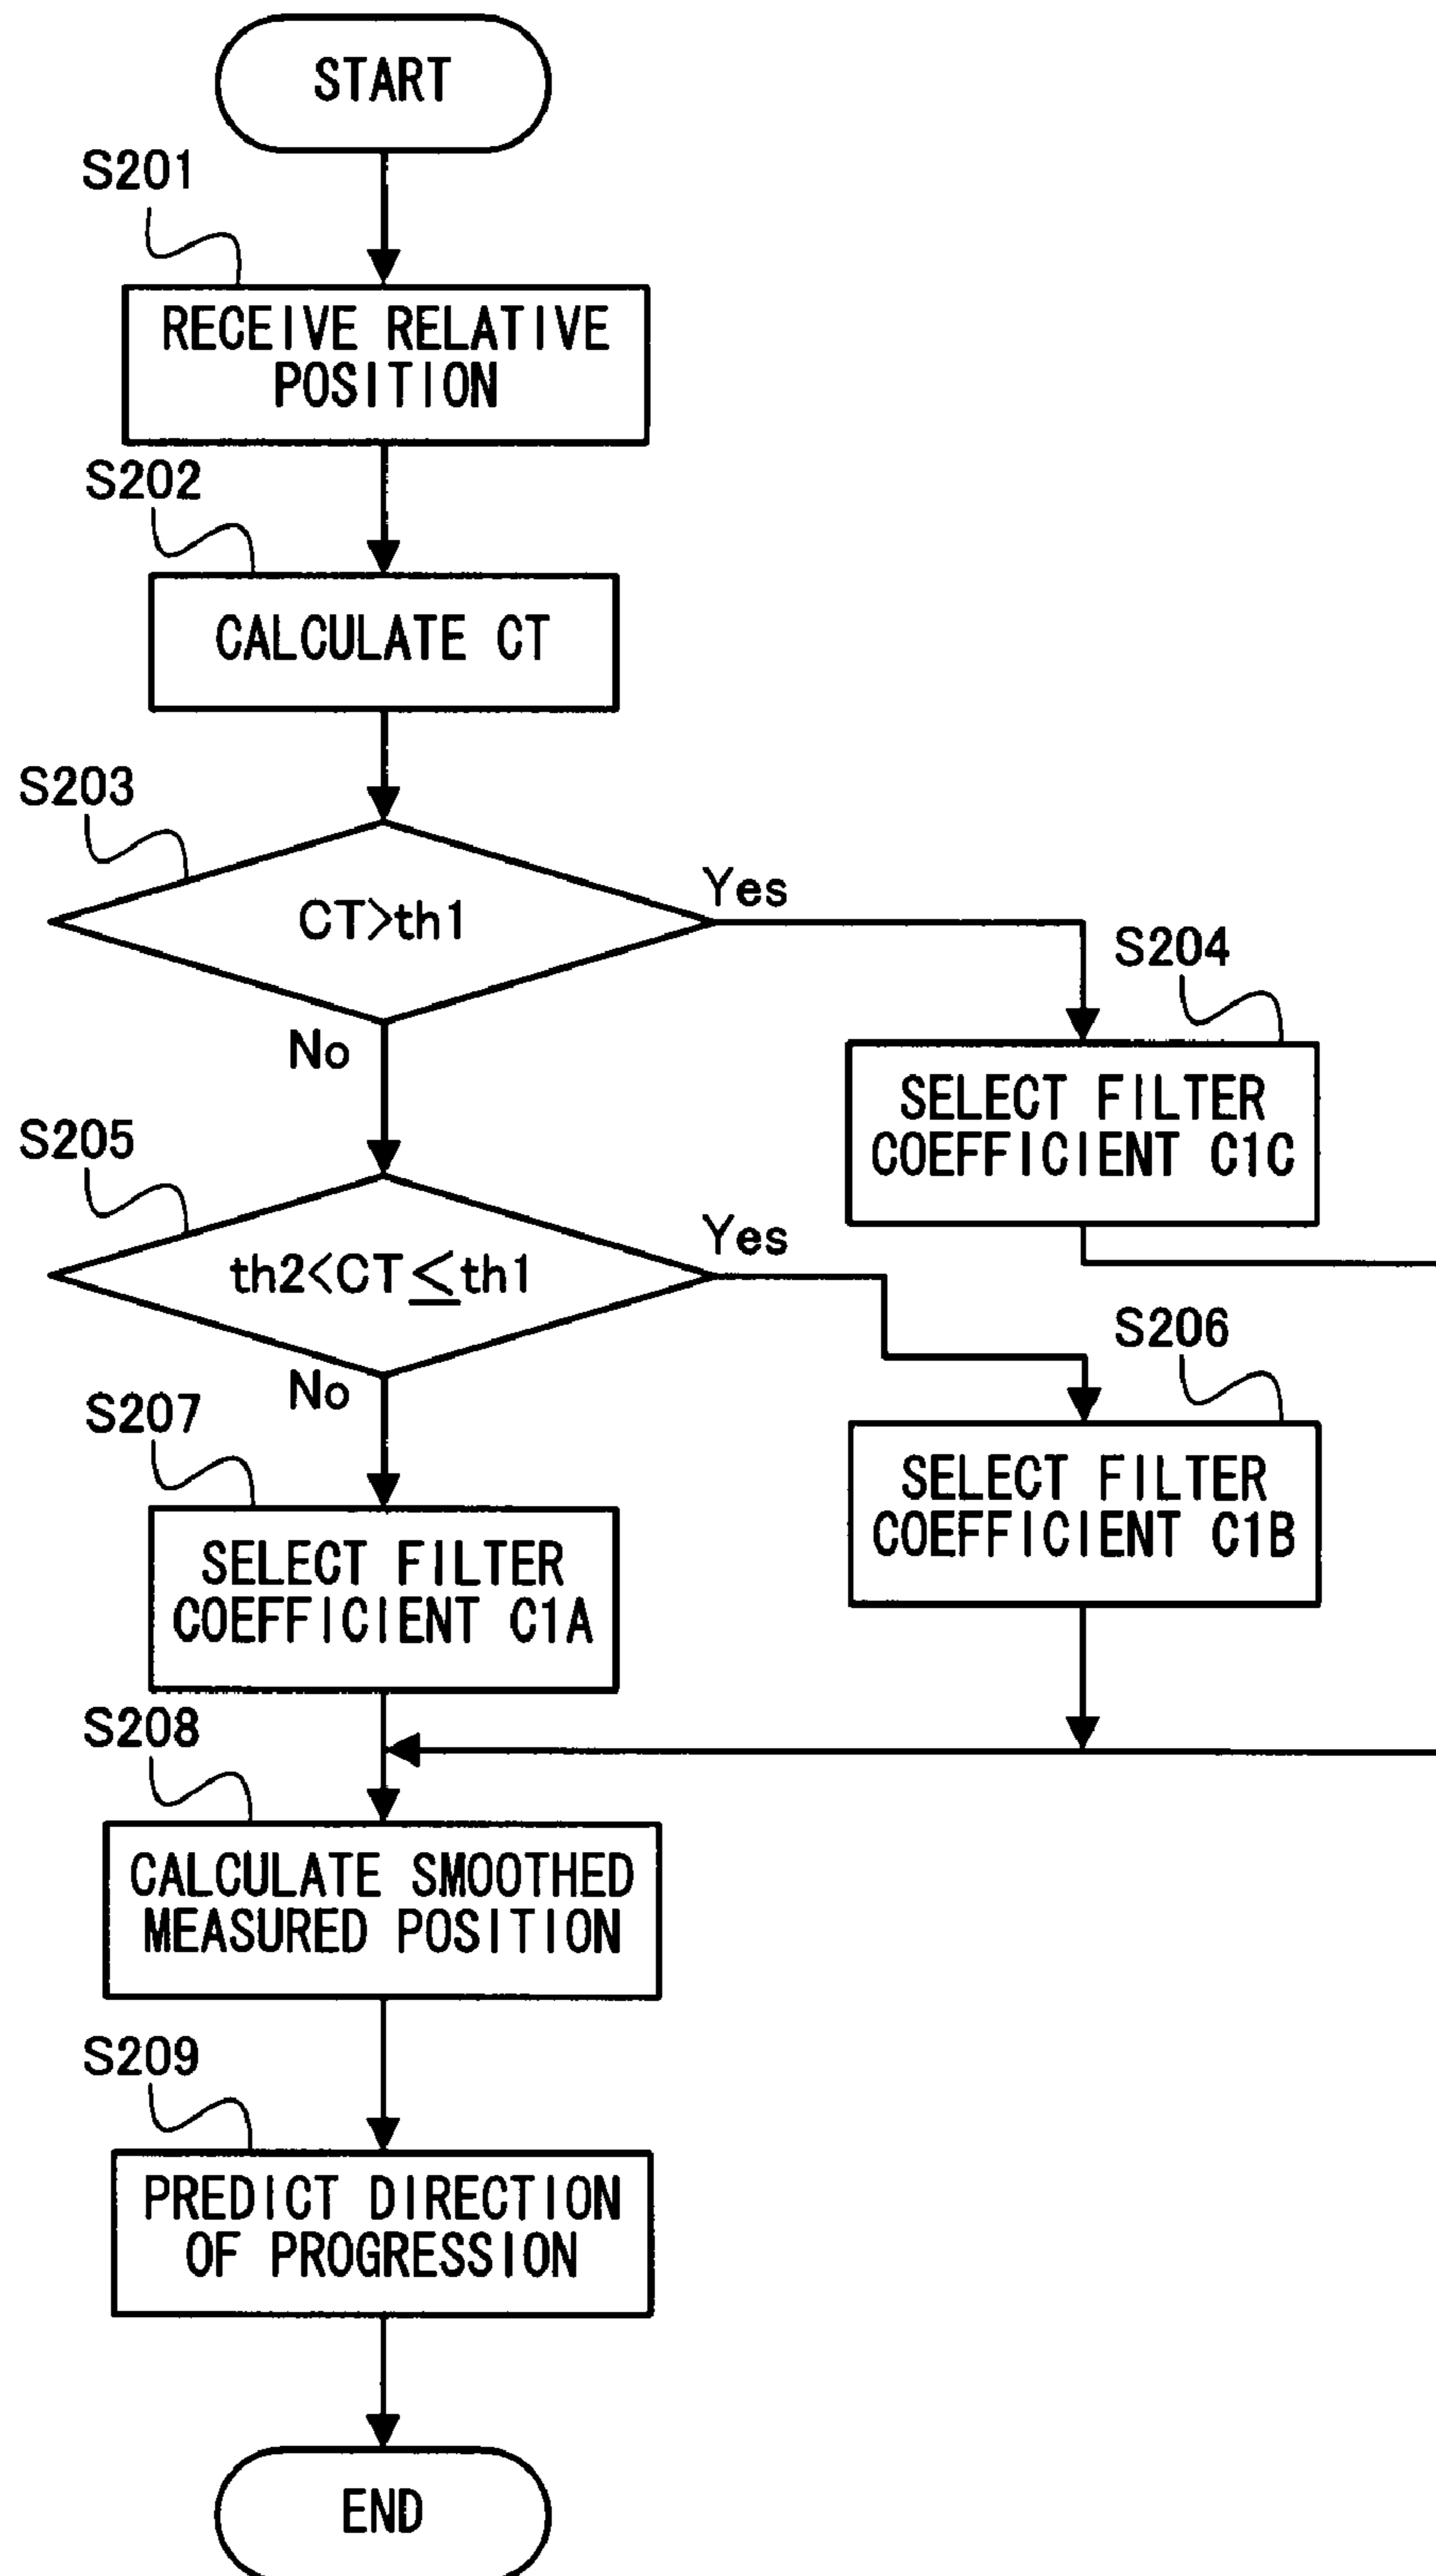 START
S201
RECEIVE RELATIVE
POSITION
S202
CALCULATE CT
S203
CT>th1
Yes
No
S204
SELECT FILTER
COEFFICIENT C1C
S205
th2<CT≤th1
Yes
No
S206
SELECT FILTER
COEFFICIENT C1B
S207
SELECT FILTER
COEFFICIENT C1A
S208
CALCULATE SMOOTHED
MEASURED POSITION
S209
PREDICT DIRECTION
OF PROGRESSION
END